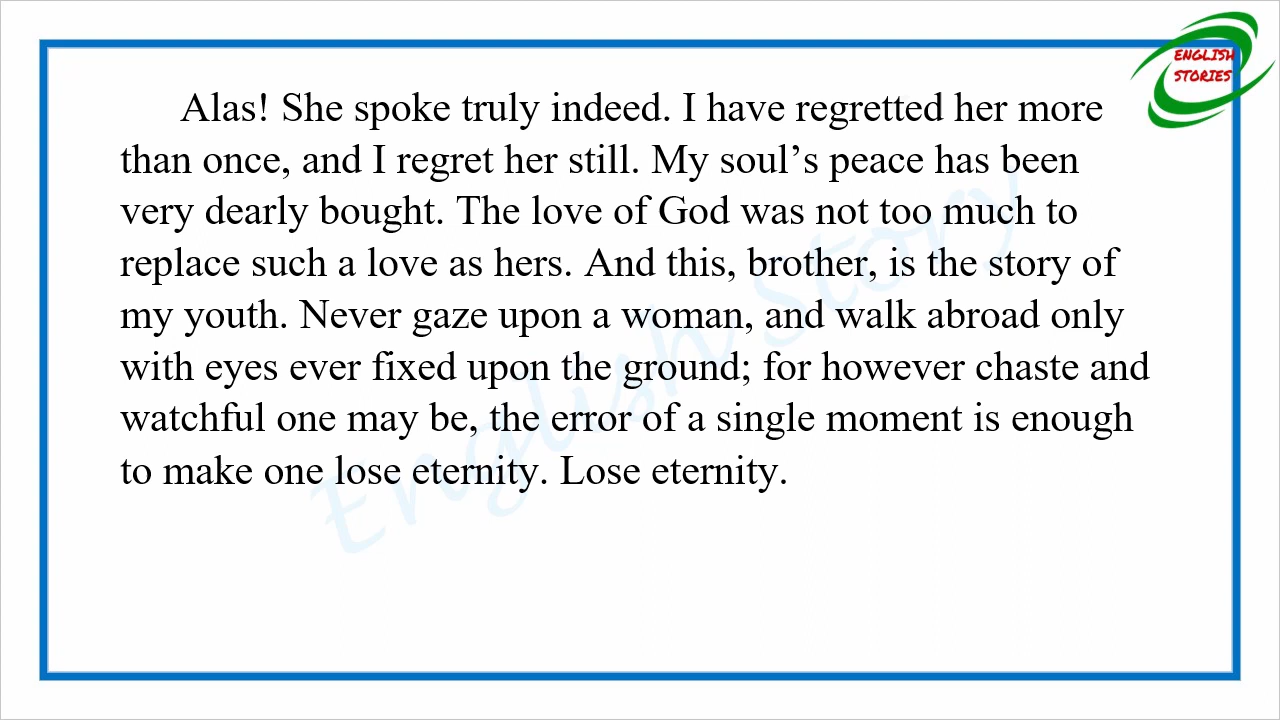 ENGLISH
STORIES
Alas! She spoke truly indeed. I have regretted her more
than once, and I regret her still. My soul’s peace has been
very dearly bought. The love of God was not too much to
replace such a love as hers. And this, brother, is the story of
my youth. Never gaze upon a woman, and walk abroad only
with eyes ever fixed upon the ground; for however chaste and
watchful one may be, the error of a single moment is enough
to make one lose eternity. Lose eternity.
English Story